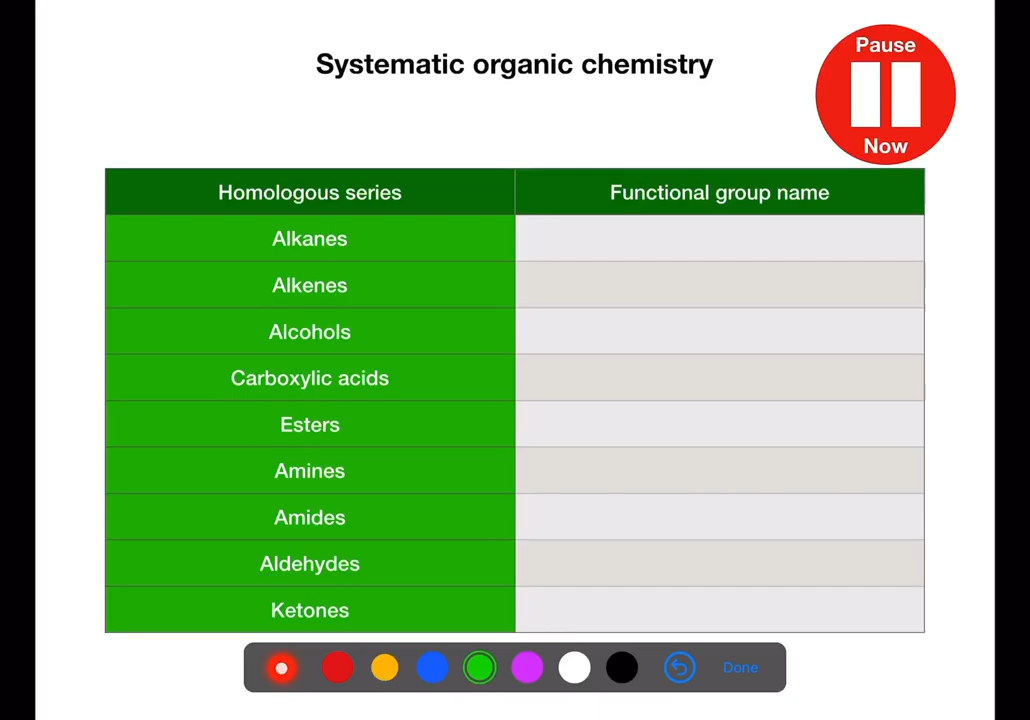 Systematic organic chemistry
Pause
Now
Homologous series Functional group name
Alkanes
Alkenes
Alcohols
Carboxylic acids
Esters
Amines
Amides
Aldehydes
Ketones
Done